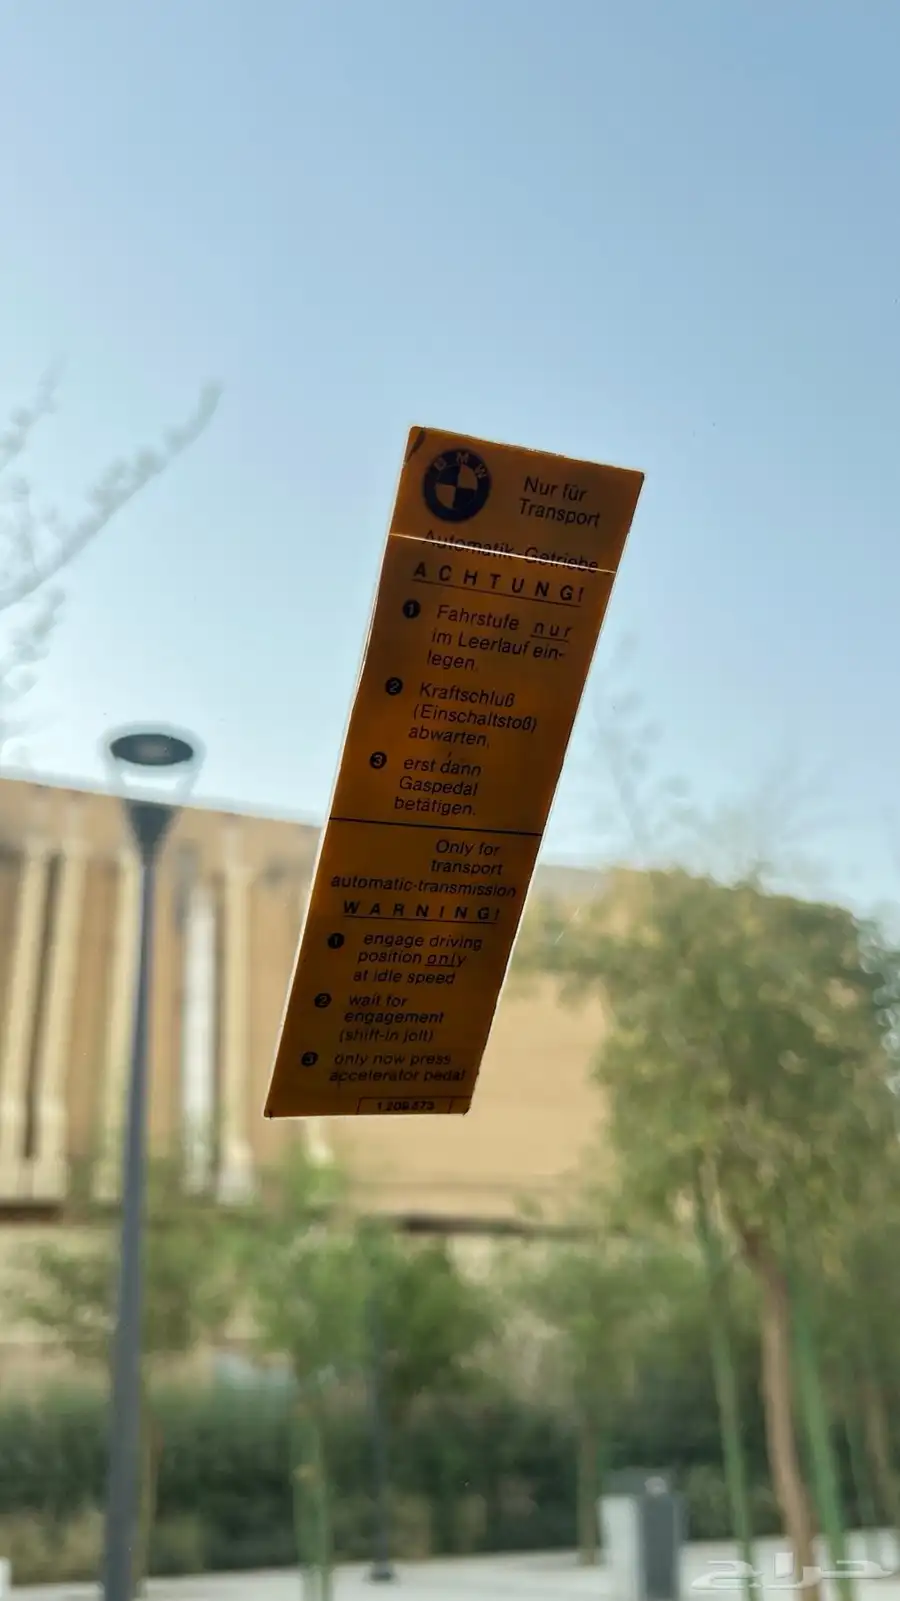 BMW
Nur für
Transport
Automatik-Getriebe
ACHTUNG!
1 Fahrstufe nur
im Leerlauf ein-
legen.
2 Kraftschluß
(Einschaltstoß)
abwarten,
3 erst dann
Gaspedal
betätigen.
Only for
transport
automatic-transmission
WARNING!
1 engage driving
position only
at idle speed
2 wait for
engagement
(shift-in jolt)
3 only now press
accelerator pedal
حراج